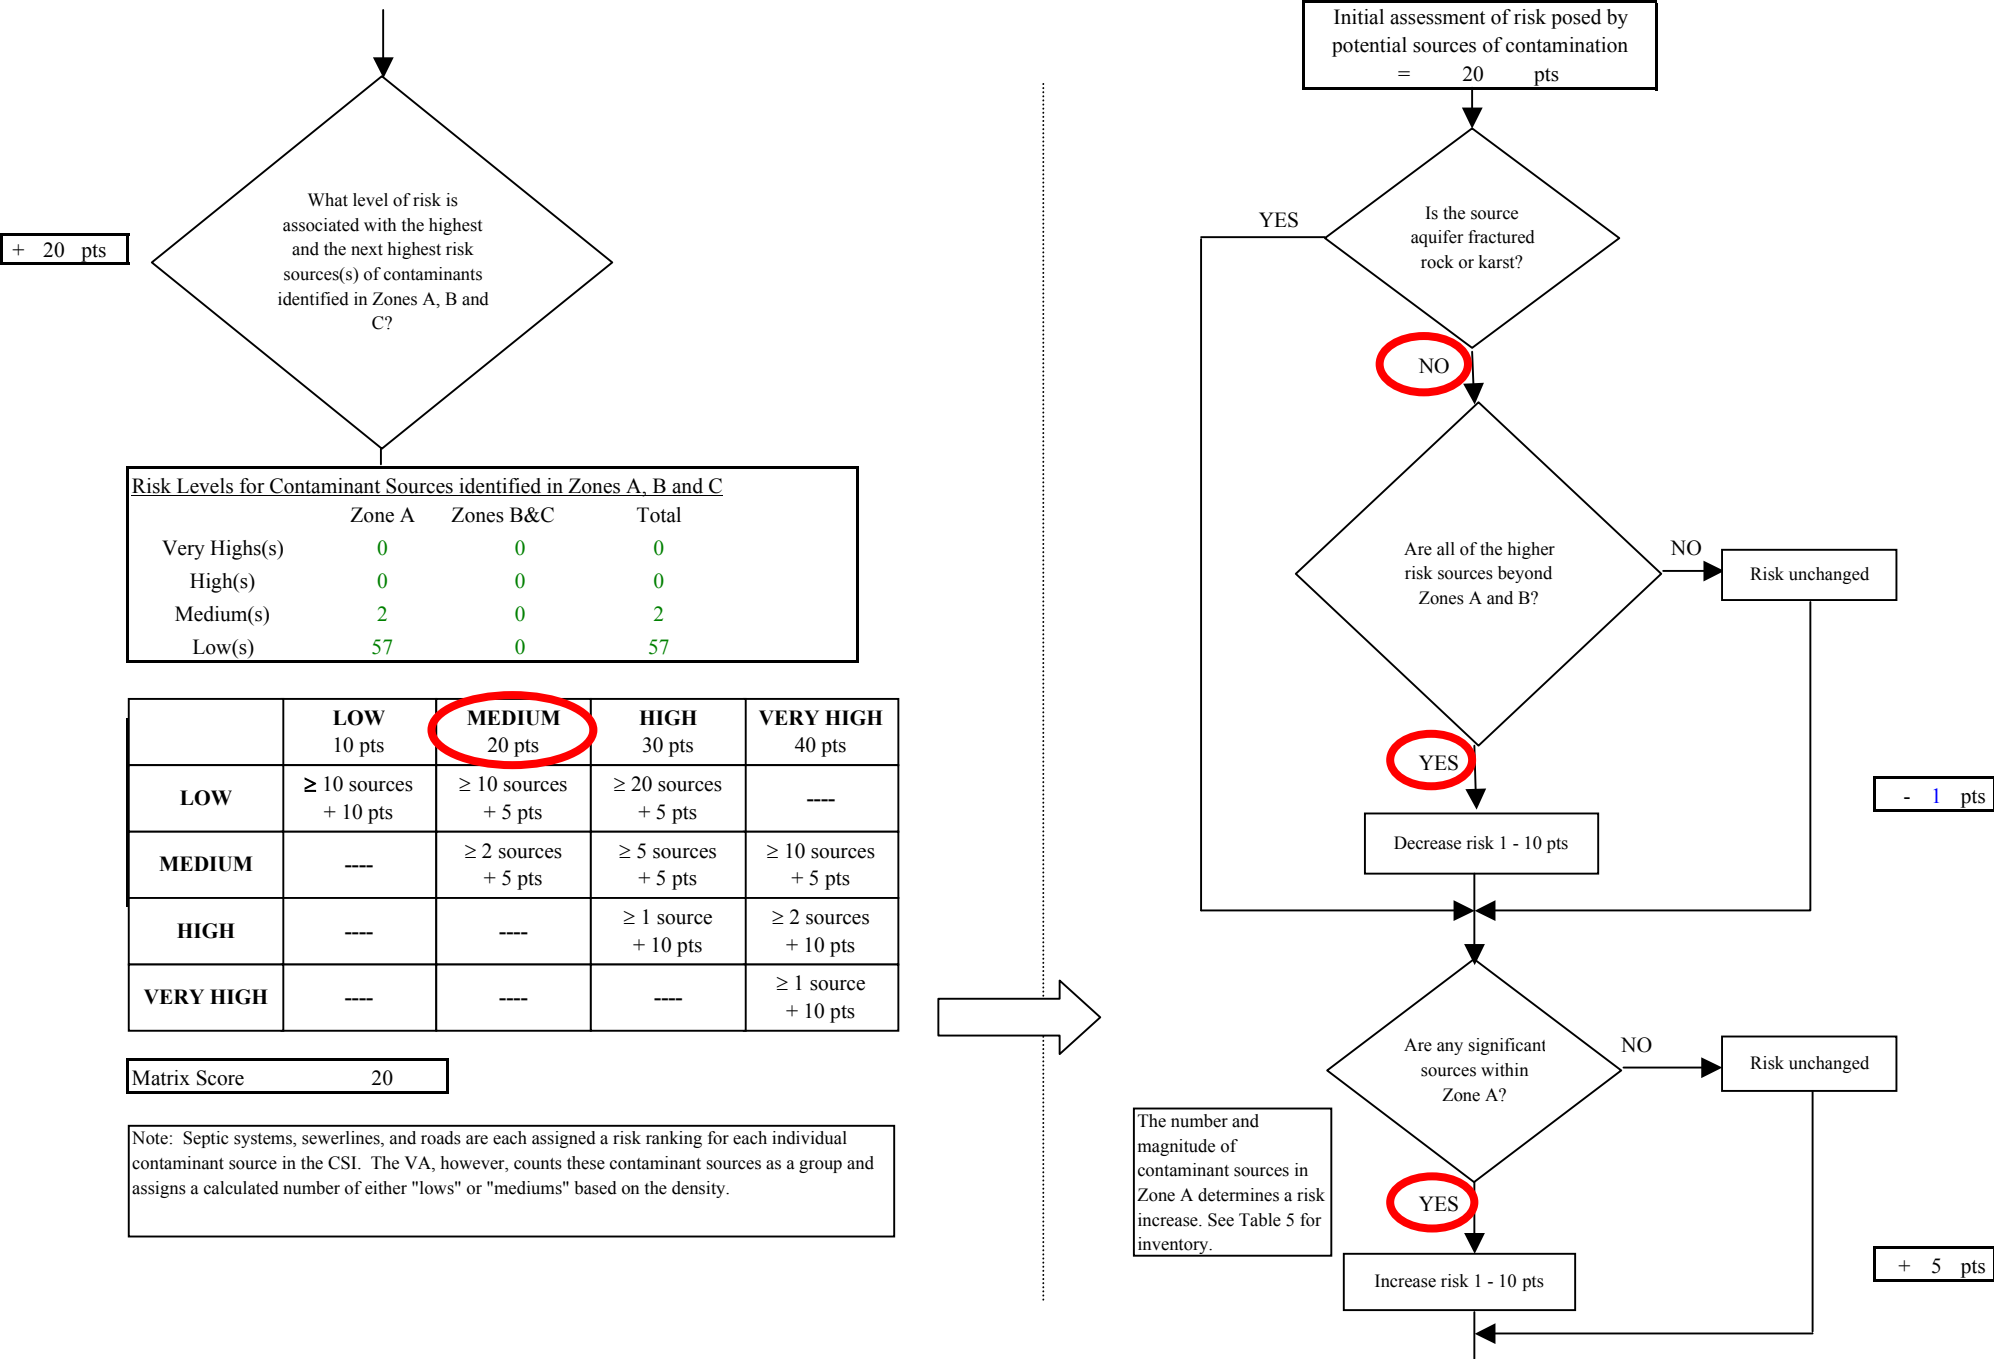 What level of risk is
associated with the highest
and the next highest risk
sources(s) of contaminants
identified in Zones A, B and
C?
+ 20 pts
Risk Levels for Contaminant Sources identified in Zones A, B and C
Zone A Zones B&C Total
Very Highs(s) 0 0 0
High(s) 0 0 0
Medium(s) 2 0 2
Low(s) 57 0 57
LOW MEDIUM HIGH VERY HIGH
10 pts 20 pts 30 pts 40 pts
LOW
≥ 10 sources ≥ 10 sources ≥ 20 sources ----
+ 10 pts + 5 pts + 5 pts
MEDIUM
---- ≥ 2 sources ≥ 5 sources ≥ 10 sources
+ 5 pts + 5 pts + 5 pts
HIGH
---- ---- ≥ 1 source ≥ 2 sources
+ 10 pts + 10 pts
VERY HIGH
---- ---- ---- ≥ 1 source
+ 10 pts
Matrix Score 20
Note: Septic systems, sewerlines, and roads are each assigned a risk ranking for each individual
contaminant source in the CSI. The VA, however, counts these contaminant sources as a group and
assigns a calculated number of either "lows" or "mediums" based on the density.
Initial assessment of risk posed by
potential sources of contamination
= 20 pts
Is the source
aquifer fractured
rock or karst?
YES
NO
Are all of the higher
risk sources beyond
Zones A and B?
NO
Risk unchanged
YES
- 1 pts
Decrease risk 1 - 10 pts
Are any significant
sources within
Zone A?
NO
Risk unchanged
The number and
magnitude of
contaminant sources in
Zone A determines a risk
increase. See Table 5 for
inventory.
YES
+ 5 pts
Increase risk 1 - 10 pts